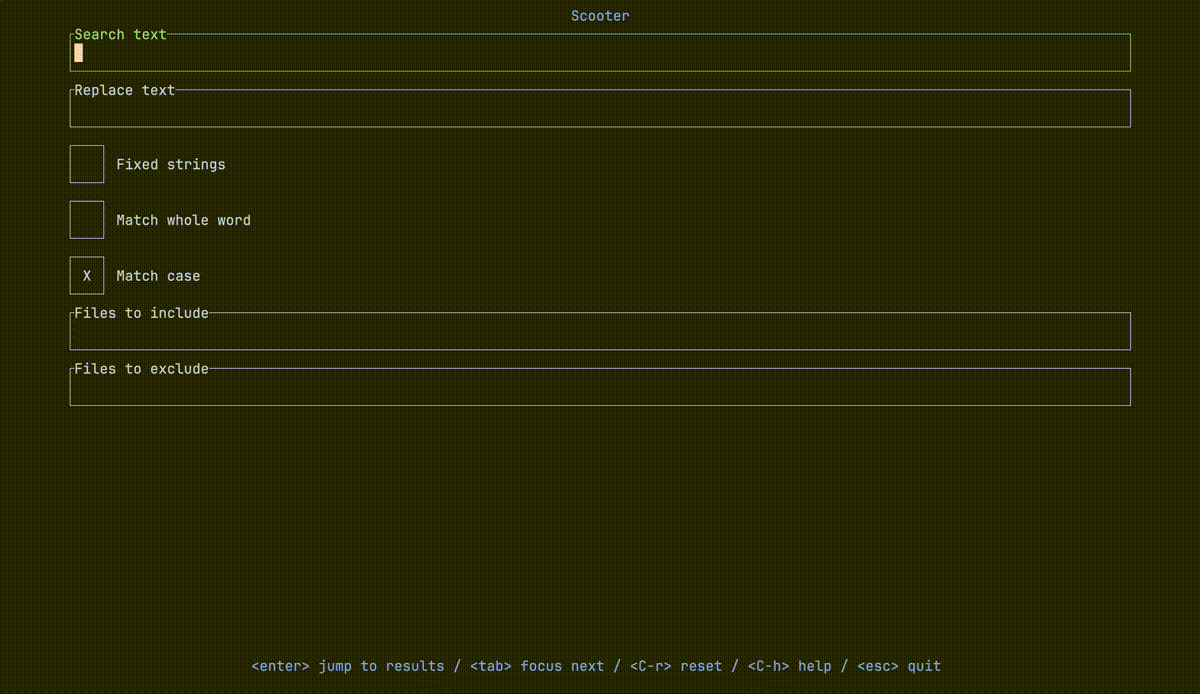 Scooter
Search text
Replace text
Fixed strings
Match whole word
X Match case
Files to include
Files to exclude
<enter> jump to results / <tab> focus next / <C-r> reset / <C-h> help / <esc> quit